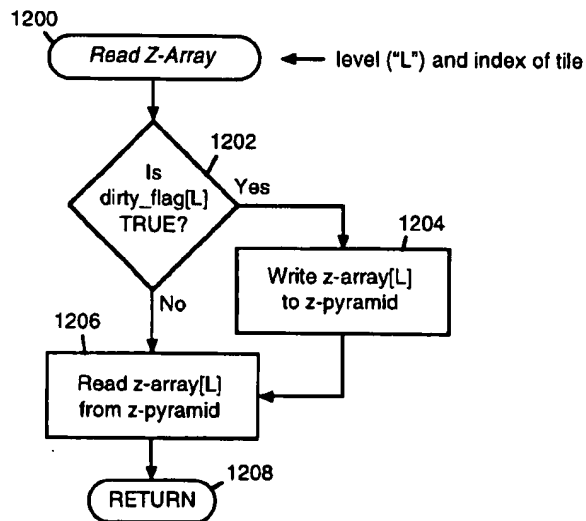 1200
Read Z-Array
level (“L”) and index of tile
1202
Is
dirty_flag[L]
TRUE?
Yes
1204
Write z-array[L]
to z-pyramid
No
1206
Read z-array[L]
from z-pyramid
1208
RETURN